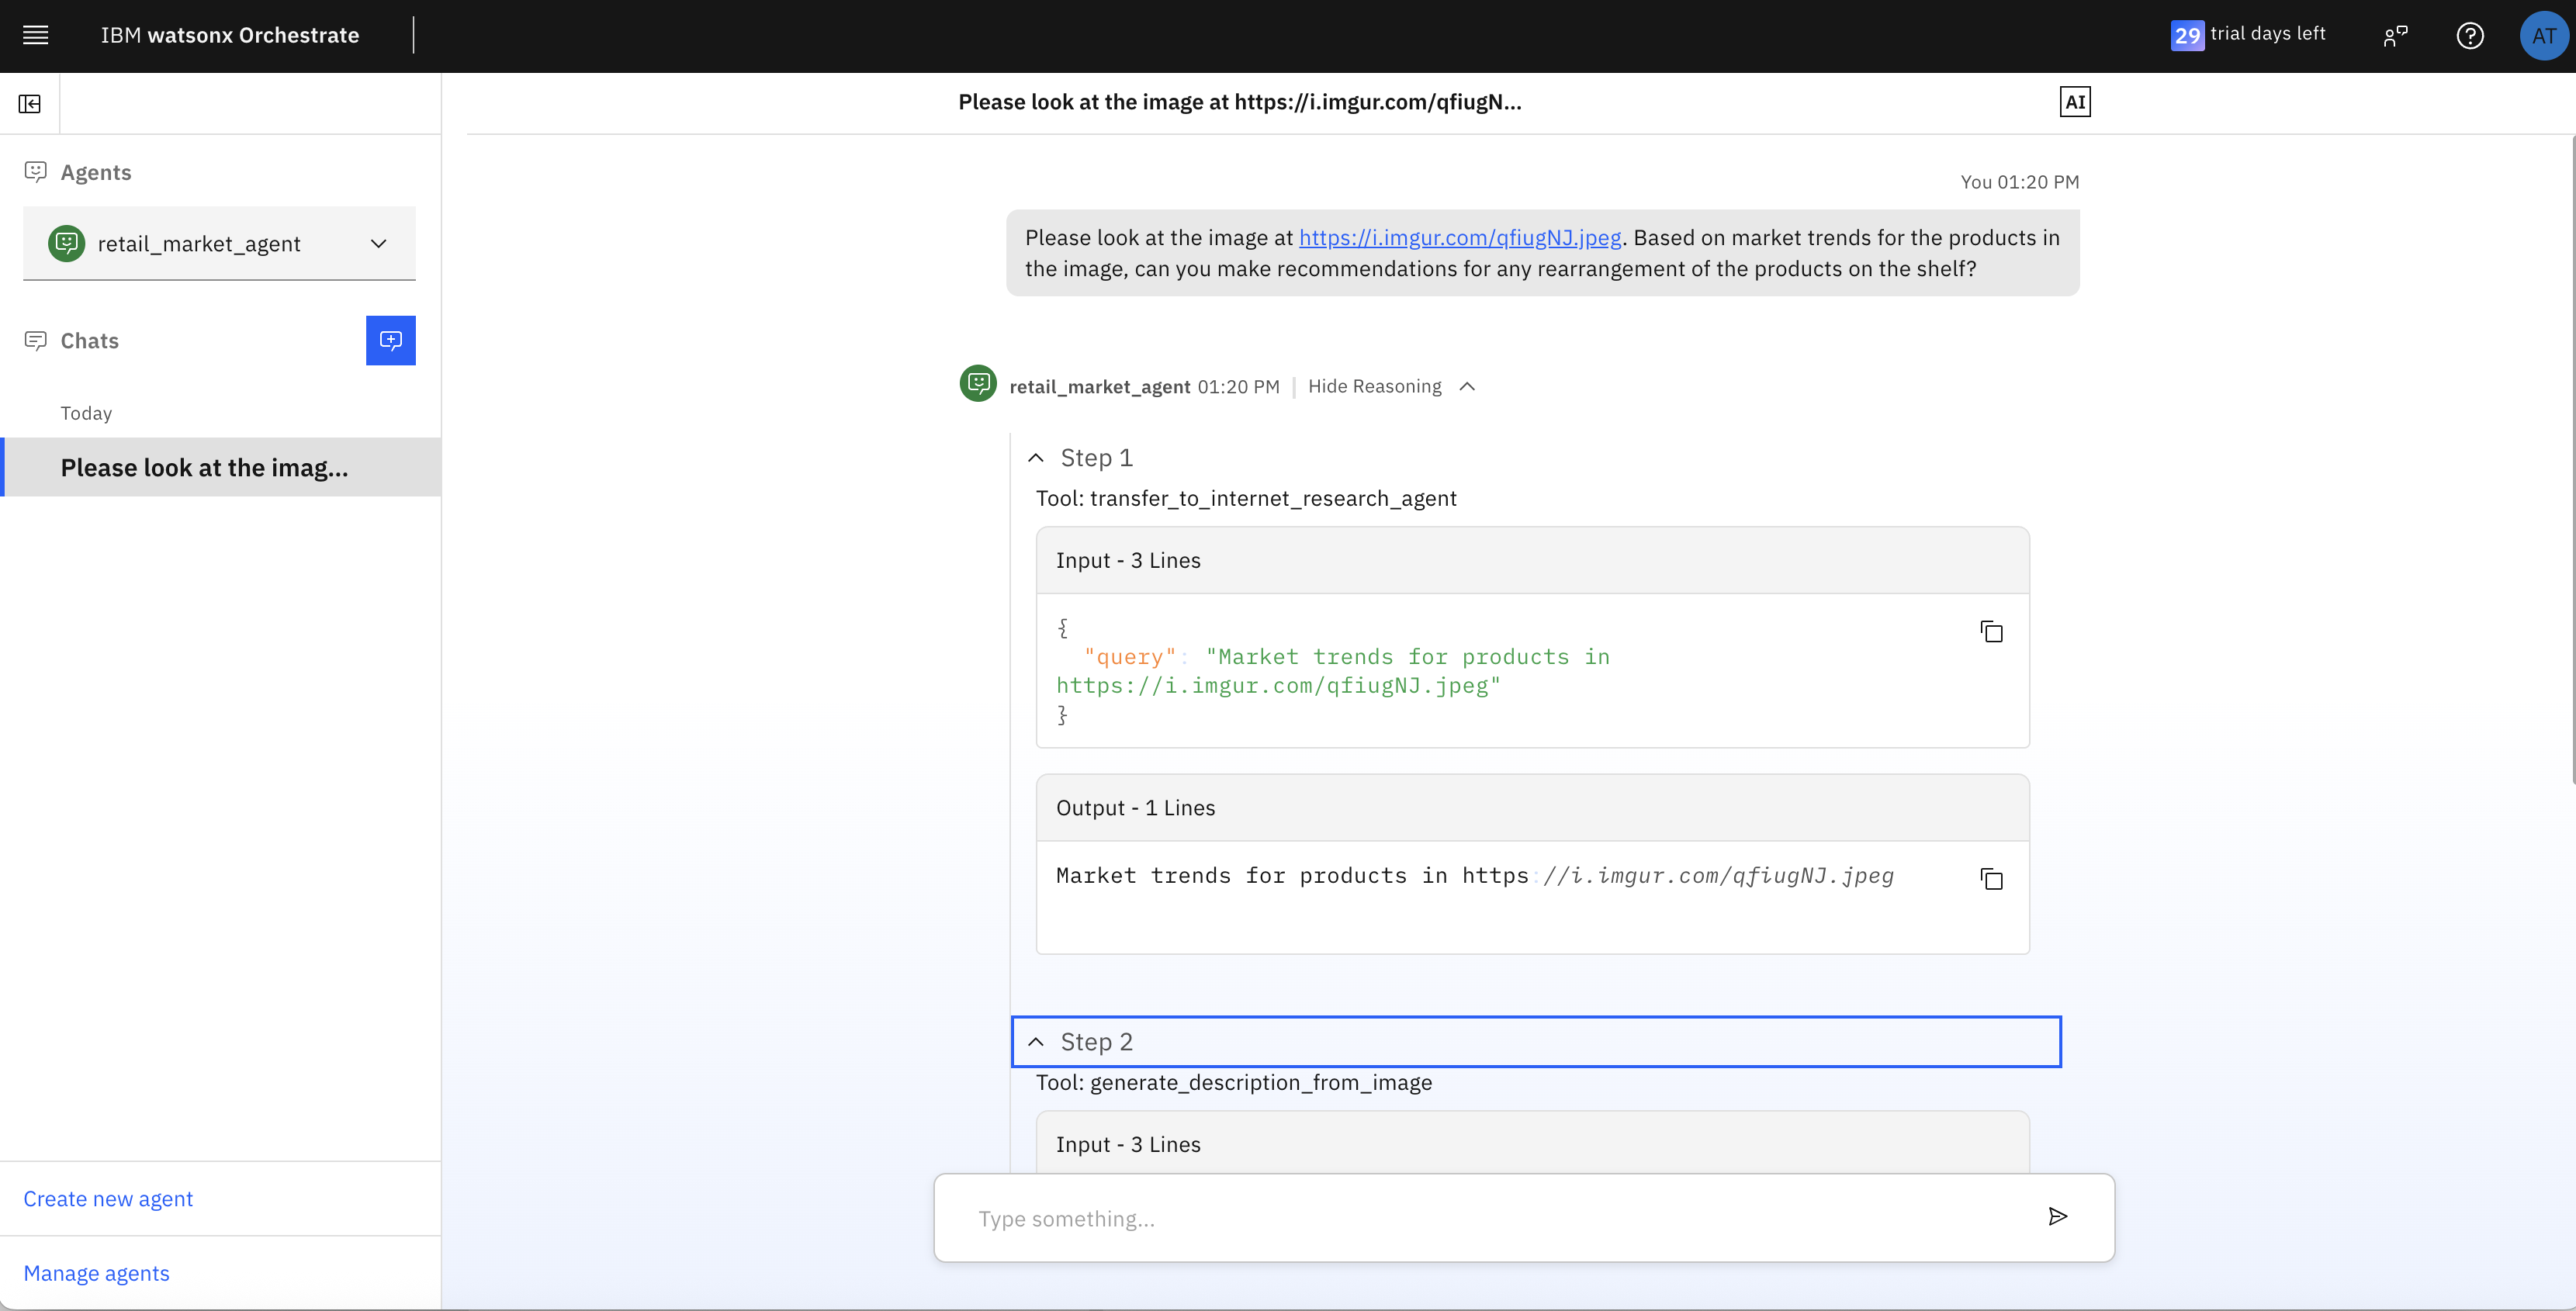 IBM watsonx Orchestrate
29 trial days left
AT
Please look at the image at https://i.imgur.com/qfiugN...
AI
Agents
retail_market_agent
Chats
Today
Please look at the imag...
Create new agent
Manage agents
You 01:20 PM
Please look at the image at https://i.imgur.com/qfiugNJ.jpeg. Based on market trends for the products in
the image, can you make recommendations for any rearrangement of the products on the shelf?
retail_market_agent 01:20 PM | Hide Reasoning
Step 1
Tool: transfer_to_internet_research_agent
Input - 3 Lines
{
"query": "Market trends for products in
https://i.imgur.com/qfiugNJ.jpeg"
}
Output - 1 Lines
Market trends for products in https://i.imgur.com/qfiugNJ.jpeg
Step 2
Tool: generate_description_from_image
Input - 3 Lines
Type something...